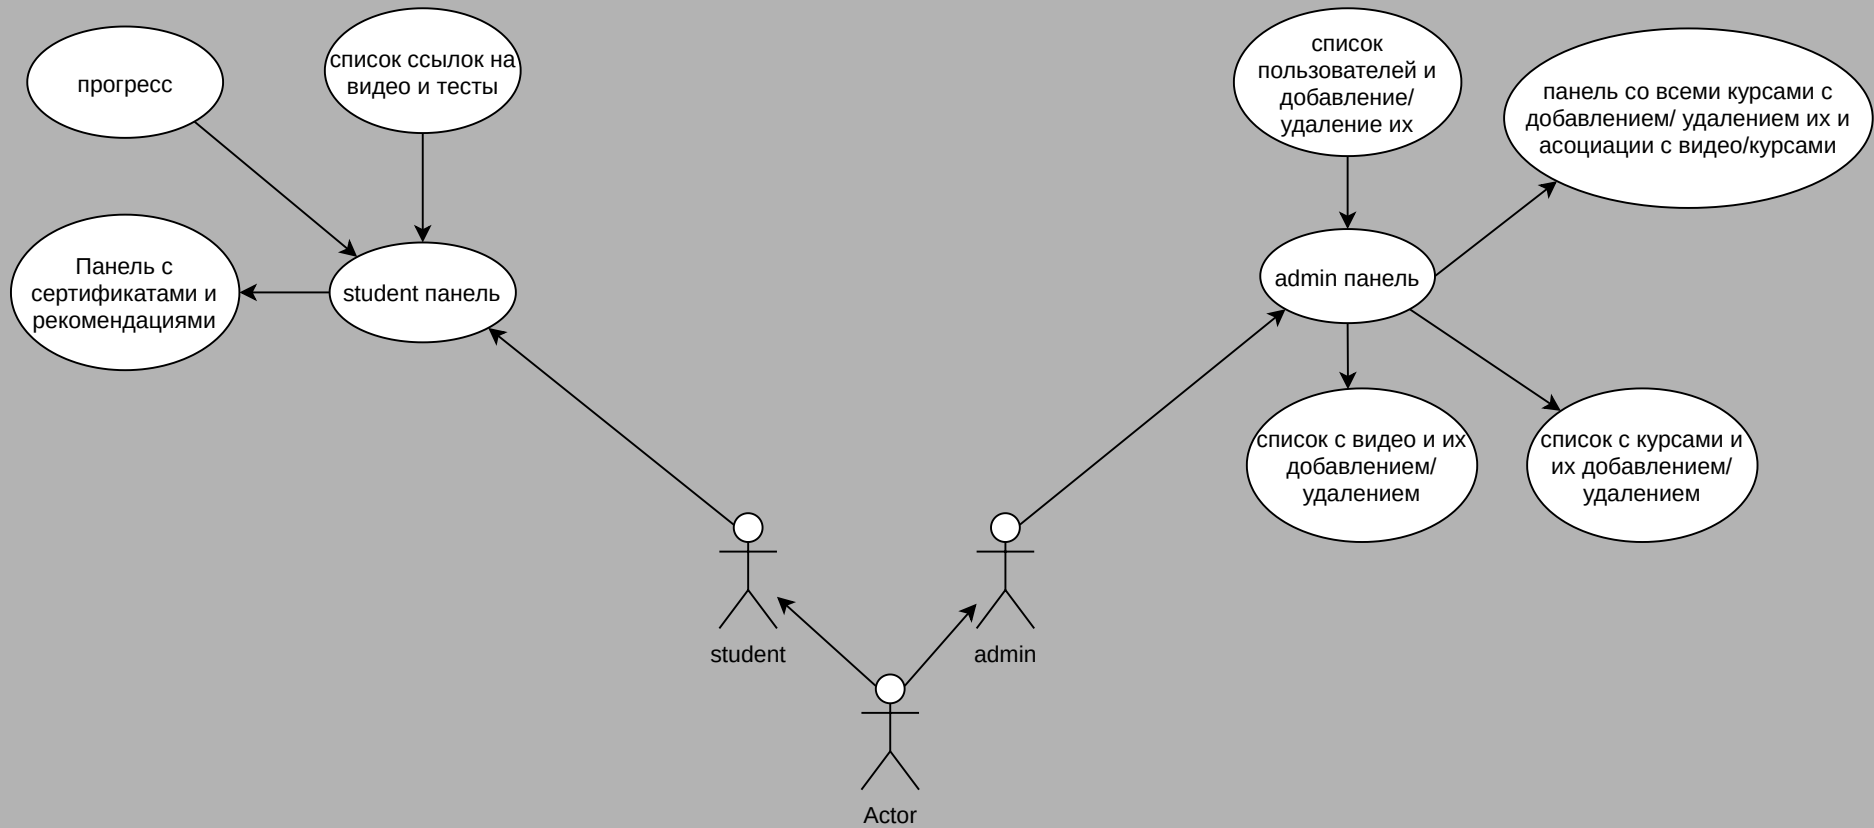 прогресс
список ссылок на
видео и тесты
список
пользователей и
добавление/
удаление их
панель со всеми курсами с
добавлением/ удалением их и
асоциации с видео/курсами
Панель с
сертификатами и
рекомендациями
student панель
admin панель
список с видео и их
добавлением/
удалением
список с курсами и
их добавлением/
удалением
student
admin
Actor